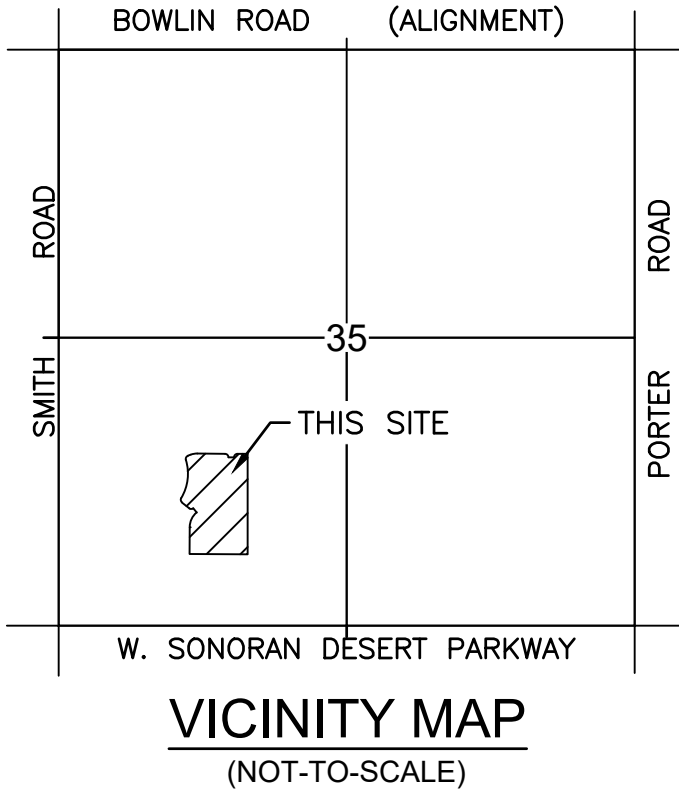 BOWLIN ROAD (ALIGNMENT)
SMITH ROAD
PORTER ROAD
35
THIS SITE
W. SONORAN DESERT PARKWAY
VICINITY MAP
(NOT-TO-SCALE)